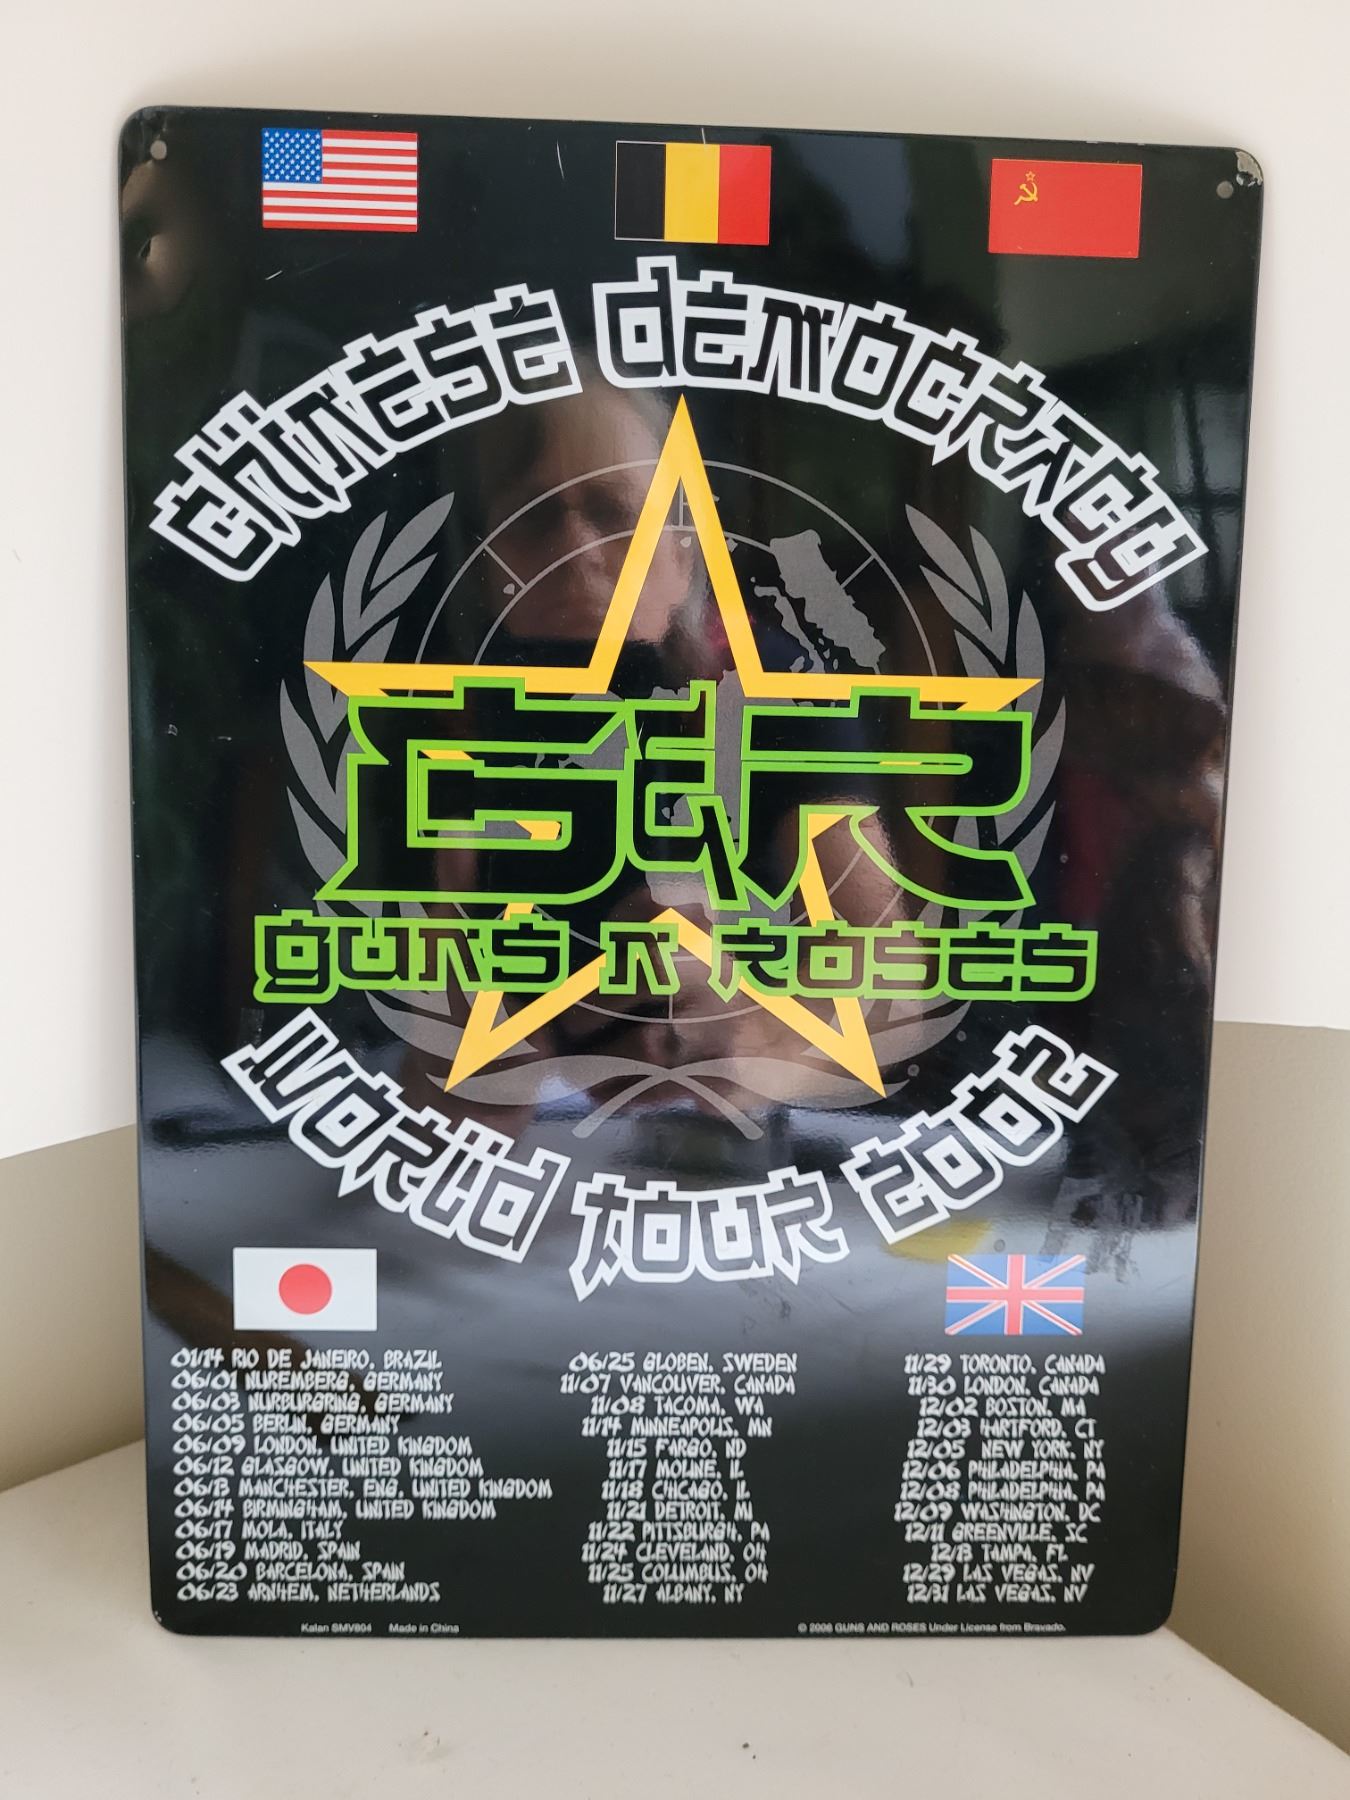 CHINESE DEMOCRACY
G&R
GUNS N ROSES
WORLD TOUR 2002
01/14 RIO DE JANEIRO, BRAZIL
06/01 NUREMBERG, GERMANY
06/03 NURBURGRING, GERMANY
06/05 BERLIN, GERMANY
06/09 LONDON, UNITED KINGDOM
06/12 GLASGOW, UNITED KINGDOM
06/13 MANCHESTER, ENG, UNITED KINGDOM
06/14 BIRMINGHAM, UNITED KINGDOM
06/17 MOLA, ITALY
06/19 MADRID, SPAIN
06/20 BARCELONA, SPAIN
06/23 ARNHEM, NETHERLANDS
06/25 GLOBEN, SWEDEN
11/07 VANCOUVER, CANADA
11/08 TACOMA, WA
11/14 MINNEAPOLIS, MN
11/15 FARGO, ND
11/17 MOLINE, IL
11/18 CHICAGO, IL
11/21 DETROIT, MI
11/22 PITTSBURGH, PA
11/24 CLEVELAND, OH
11/25 COLUMBUS, OH
11/27 ALBANY, NY
11/29 TORONTO, CANADA
11/30 LONDON, CANADA
12/02 BOSTON, MA
12/03 HARTFORD, CT
12/05 NEW YORK, NY
12/06 PHILADELPHIA, PA
12/08 PHILADELPHIA, PA
12/09 WASHINGTON, DC
12/11 GREENVILLE, SC
12/13 TAMPA, FL
12/29 LAS VEGAS, NV
12/31 LAS VEGAS, NV
Kalan SMV804 Made in China
© 2006 GUNS AND ROSES Under License from Bravado.